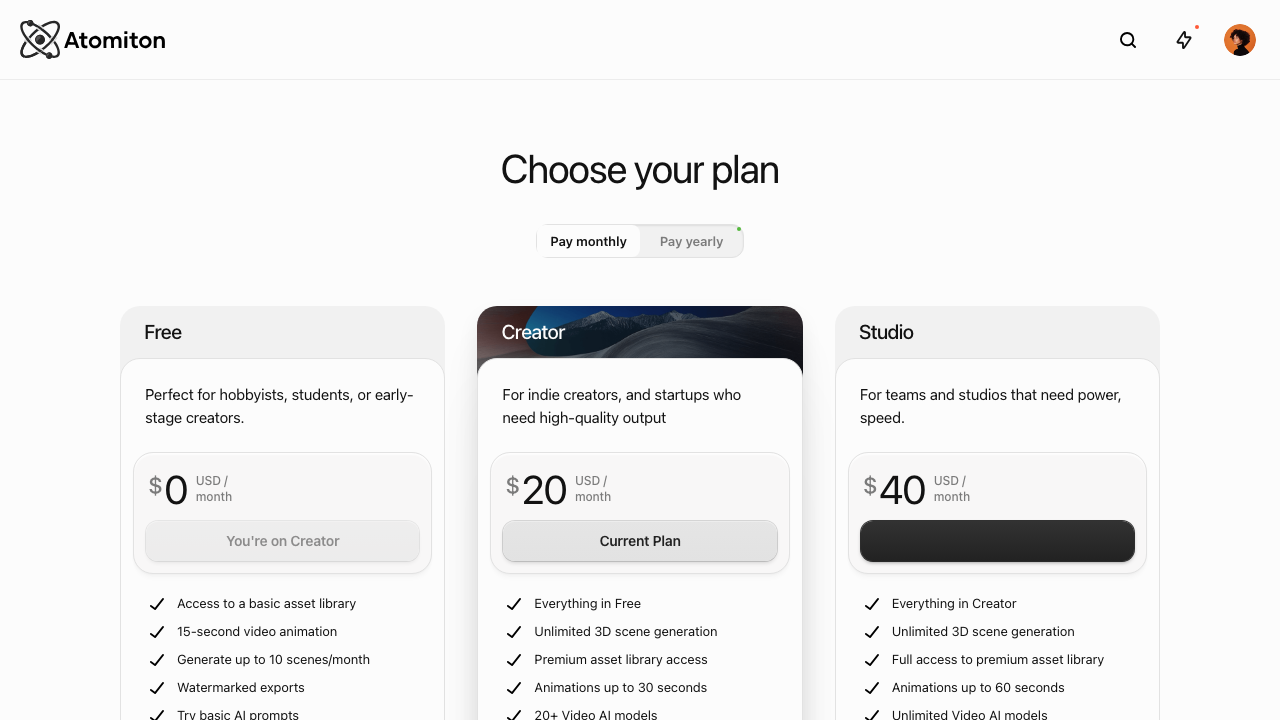 Atomiton
Choose your plan
Pay monthly
Pay yearly
Free
Perfect for hobbyists, students, or early-
stage creators.
$0 USD /
month
You're on Creator
Access to a basic asset library
15-second video animation
Generate up to 10 scenes/month
Watermarked exports
Try basic AI prompts
Creator
For indie creators, and startups who
need high-quality output
$20 USD /
month
Current Plan
Everything in Free
Unlimited 3D scene generation
Premium asset library access
Animations up to 30 seconds
20+ Video AI models
Studio
For teams and studios that need power,
speed.
$40 USD /
month
Everything in Creator
Unlimited 3D scene generation
Full access to premium asset library
Animations up to 60 seconds
Unlimited Video AI models